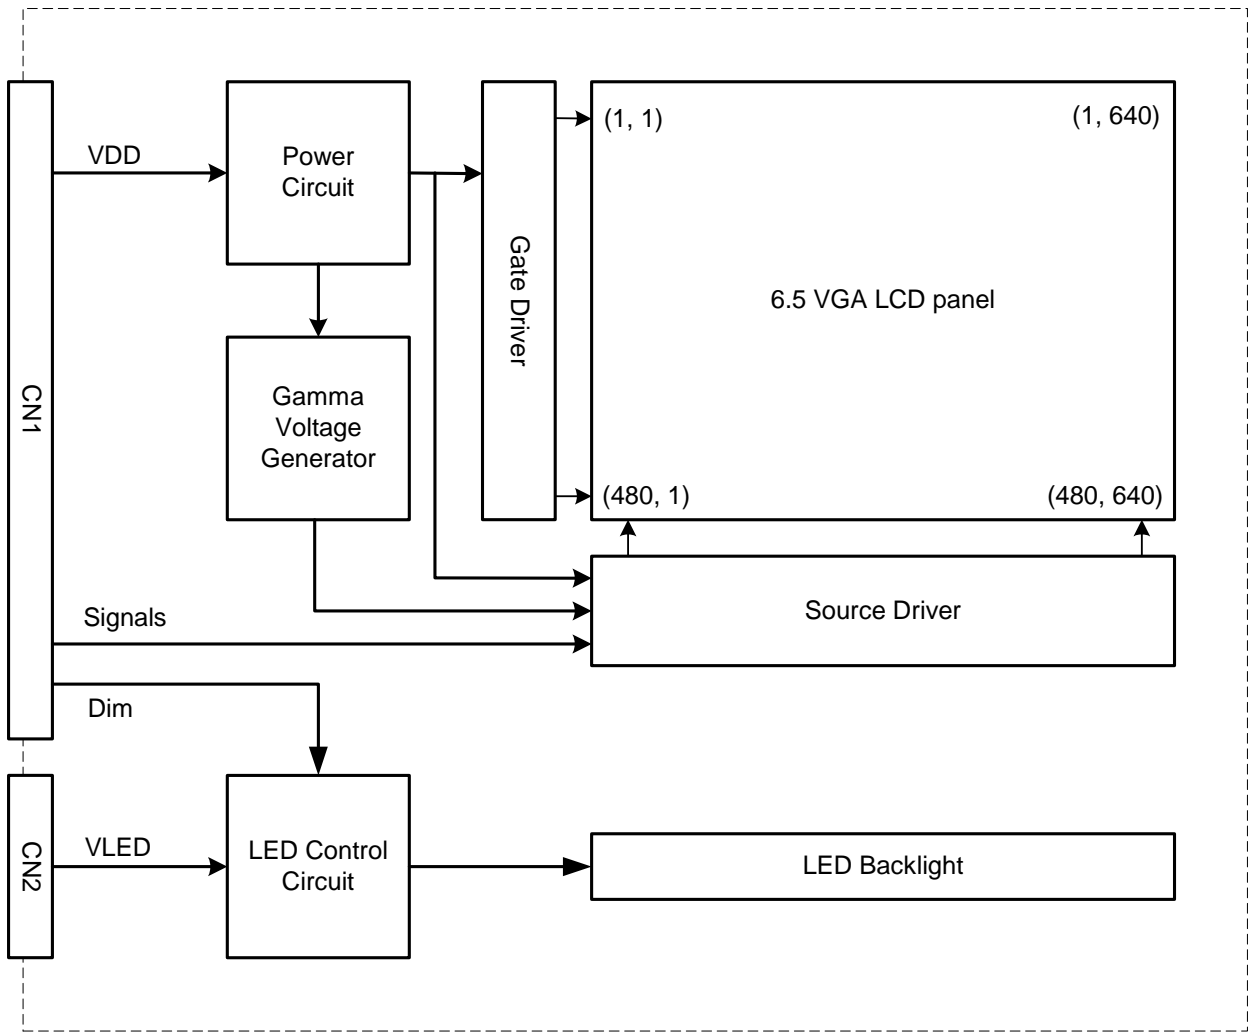 VDD
Power
Circuit
(1, 1)
(1, 640)
Gate Driver
6.5 VGA LCD panel
CN1
Gamma
Voltage
Generator
(480, 1)
(480, 640)
Signals
Source Driver
Dim
CN2
VLED
LED Control
Circuit
LED Backlight